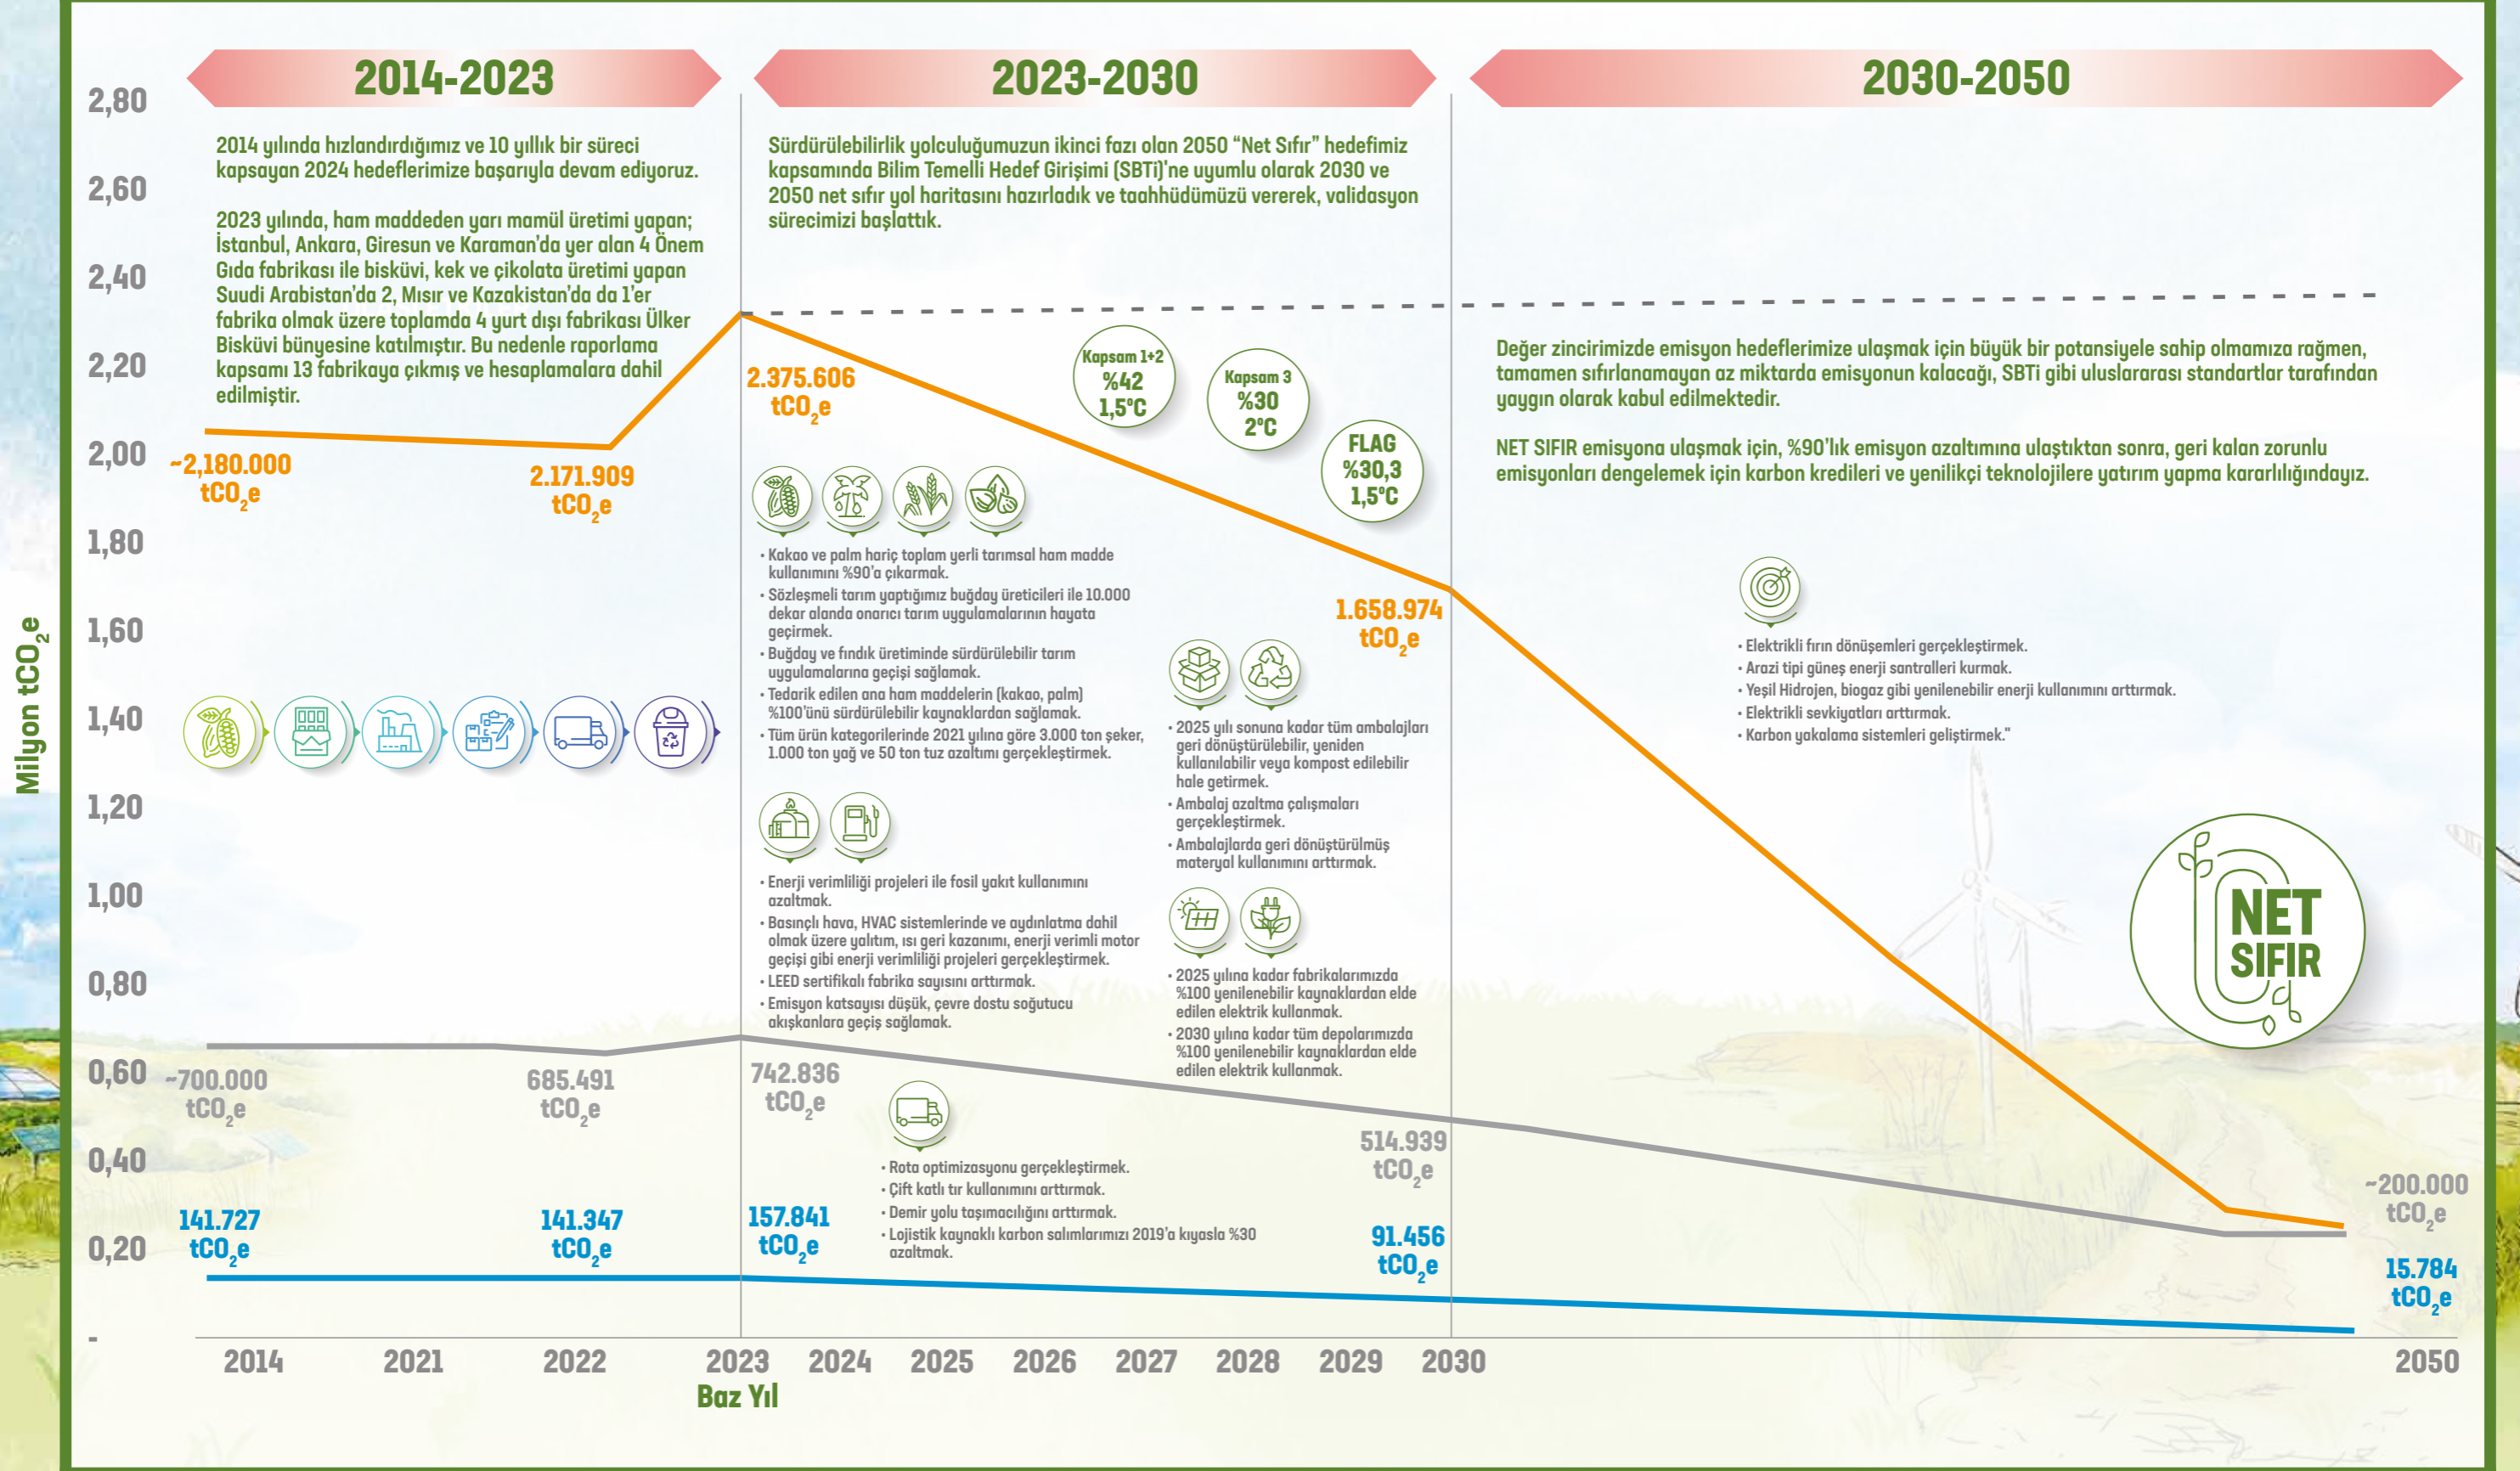 2014-2023
2023-2030
2030-2050
Milyon tCO₂e
2,80
2,60
2,40
2,20
2,00
1,80
1,60
1,40
1,20
1,00
0,80
0,60
0,40
0,20
-
2014 yılında hızlandırdığımız ve 10 yıllık bir süreci
kapsayan 2024 hedeflerimize başarıyla devam ediyoruz.
2023 yılında, ham maddeden yarı mamül üretimi yapan;
İstanbul, Ankara, Giresun ve Karaman’da yer alan 4 Önem
Gıda fabrikası ile bisküvi, kek ve çikolata üretimi yapan
Suudi Arabistan’da 2, Mısır ve Kazakistan’da da 1’er
fabrika olmak üzere toplamda 4 yurt dışı fabrikası Ülker
Bisküvi bünyesine katılmıştır. Bu nedenle raporlama
kapsamı 13 fabrikaya çıkmış ve hesaplamalara dahil
edilmiştir.
~2,180.000
tCO₂e
2.171.909
tCO₂e
~700.000
tCO₂e
685.491
tCO₂e
141.727
tCO₂e
141.347
tCO₂e
Sürdürülebilirlik yolculuğumuzun ikinci fazı olan 2050 “Net Sıfır” hedefimiz
kapsamında Bilim Temelli Hedef Girişimi (SBTi)'ne uyumlu olarak 2030 ve
2050 net sıfır yol haritasını hazırladık ve taahhüdümüzü vererek, validasyon
sürecimizi başlattık.
2.375.606
tCO₂e
Kapsam 1+2
%42
1,5°C
Kapsam 3
%30
2°C
FLAG
%30,3
1,5°C
• Kakao ve palm hariç toplam yerli tarımsal ham madde
kullanımını %90’a çıkarmak.
• Sözleşmeli tarım yaptığımız buğday üreticileri ile 10.000
dekar alanda onarıcı tarım uygulamalarının hayata
geçirmek.
• Buğday ve fındık üretiminde sürdürülebilir tarım
uygulamalarına geçişi sağlamak.
• Tedarik edilen ana ham maddelerin (kakao, palm)
%100’ünü sürdürülebilir kaynaklardan sağlamak.
• Tüm ürün kategorilerinde 2021 yılına göre 3.000 ton şeker,
1.000 ton yağ ve 50 ton tuz azaltımı gerçekleştirmek.
• Enerji verimliliği projeleri ile fosil yakıt kullanımını
azaltmak.
• Basınçlı hava, HVAC sistemlerinde ve aydınlatma dahil
olmak üzere yalıtım, ısı geri kazanımı, enerji verimli motor
geçişi gibi enerji verimliliği projeleri gerçekleştirmek.
• LEED sertifikalı fabrika sayısını arttırmak.
• Emisyon katsayısı düşük, çevre dostu soğutucu
akışkanlara geçiş sağlamak.
1.658.974
tCO₂e
• 2025 yılı sonuna kadar tüm ambalajları
geri dönüştürülebilir, yeniden
kullanılabilir veya kompost edilebilir
hale getirmek.
• Ambalaj azaltma çalışmaları
gerçekleştirmek.
• Ambalajlarda geri dönüştürülmüş
materyal kullanımını arttırmak.
• 2025 yılına kadar fabrikalarımızda
%100 yenilenebilir kaynaklardan elde
edilen elektrik kullanmak.
• 2030 yılına kadar tüm depolarımızda
%100 yenilenebilir kaynaklardan elde
edilen elektrik kullanmak.
742.836
tCO₂e
• Rota optimizasyonu gerçekleştirmek.
• Çift katlı tır kullanımını arttırmak.
• Demir yolu taşımacılığını arttırmak.
• Lojistik kaynaklı karbon salımlarımızı 2019’a kıyasla %30
azaltmak.
514.939
tCO₂e
157.841
tCO₂e
91.456
tCO₂e
Değer zincirimizde emisyon hedeflerimize ulaşmak için büyük bir potansiyele sahip olmamıza rağmen,
tamamen sıfırlanamayan az miktarda emisyonun kalacağı, SBTi gibi uluslararası standartlar tarafından
yaygın olarak kabul edilmektedir.
NET SIFIR emisyona ulaşmak için, %90’lık emisyon azaltımına ulaştıktan sonra, geri kalan zorunlu
emisyonları dengelemek için karbon kredileri ve yenilikçi teknolojilere yatırım yapma kararlılığındayız.
• Elektrikli fırın dönüşemleri gerçekleştirmek.
• Arazi tipi güneş enerji santralleri kurmak.
• Yeşil Hidrojen, biogaz gibi yenilenebilir enerji kullanımını arttırmak.
• Elektrikli sevkiyatları arttırmak.
• Karbon yakalama sistemleri geliştirmek."
NET
SIFIR
~200.000
tCO₂e
15.784
tCO₂e
2014
2021
2022
2023
2024
2025
2026
2027
2028
2029
2030
2050
Baz Yıl